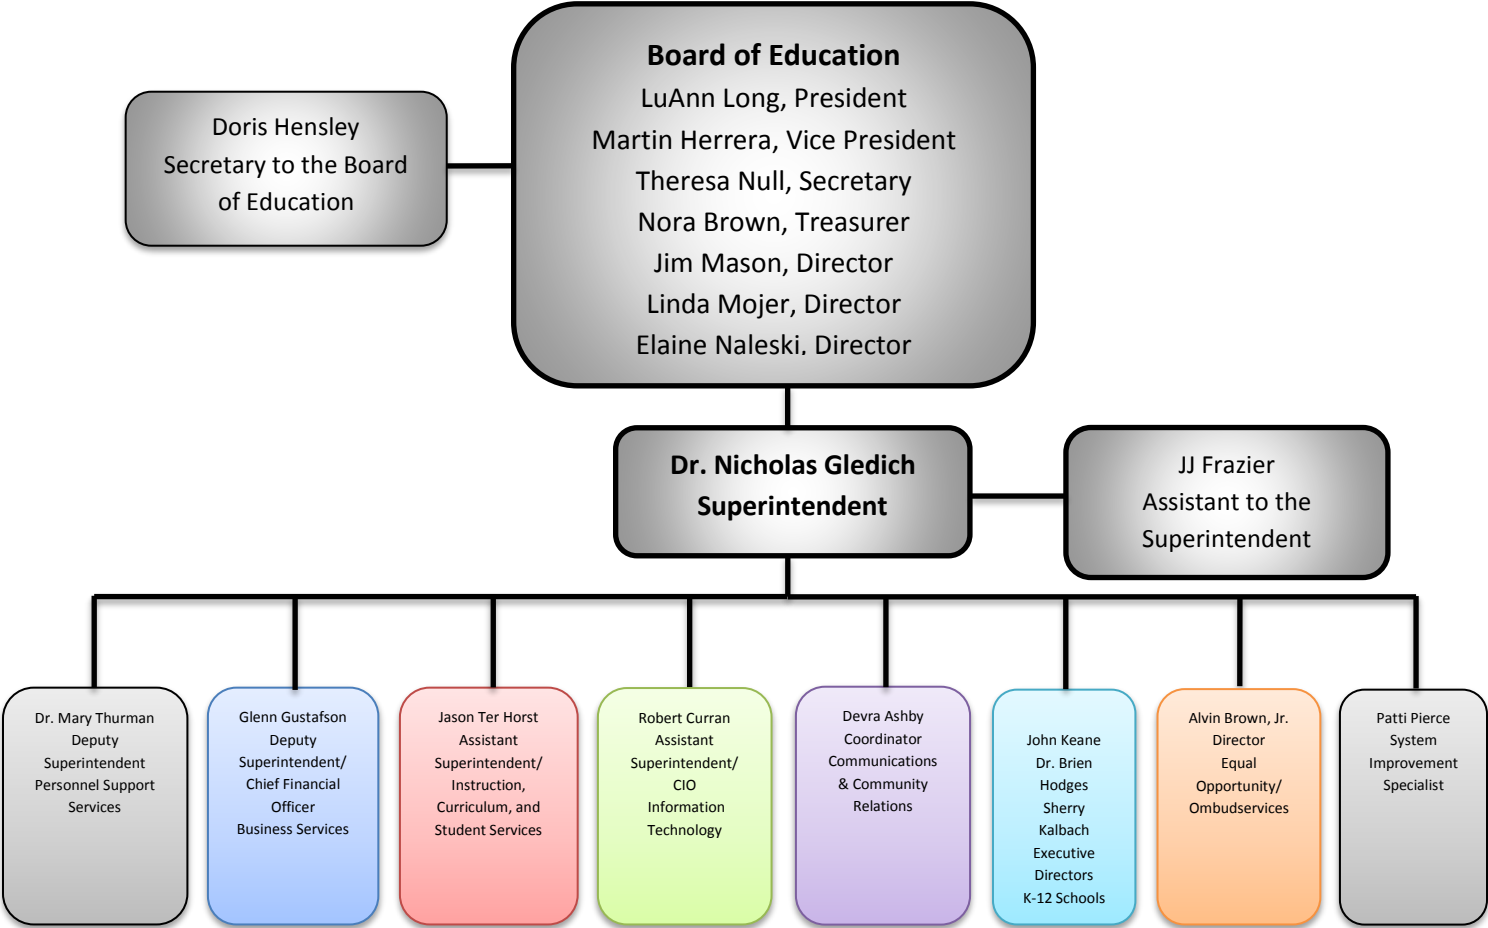 Board of Education
LuAnn Long, President
Martin Herrera, Vice President
Theresa Null, Secretary
Nora Brown, Treasurer
Jim Mason, Director
Linda Mojer, Director
Elaine Naleski, Director
Doris Hensley
Secretary to the Board
of Education
Dr. Nicholas Gledich
Superintendent
JJ Frazier
Assistant to the
Superintendent
Dr. Mary Thurman
Deputy
Superintendent
Personnel Support
Services
Glenn Gustafson
Deputy
Superintendent/
Chief Financial
Officer
Business Services
Jason Ter Horst
Assistant
Superintendent/
Instruction,
Curriculum, and
Student Services
Robert Curran
Assistant
Superintendent/
CIO
Information
Technology
Devra Ashby
Coordinator
Communications
& Community
Relations
John Keane
Dr. Brien
Hodges
Sherry
Kalbach
Executive
Directors
K-12 Schools
Alvin Brown, Jr.
Director
Equal
Opportunity/
Ombudservices
Patti Pierce
System
Improvement
Specialist